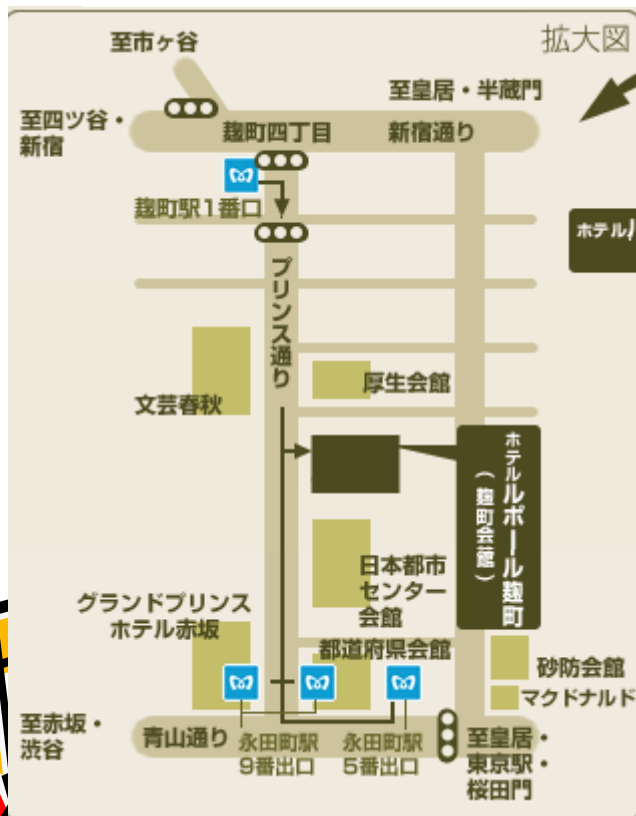 拡大図
至市ヶ谷
至皇居・半蔵門
至四ツ谷・
新宿
麹町四丁目
新宿通り
麹町駅1番口
ホテル
プリンス通り
文芸春秋
厚生会館
ホテルルポール麹町
(麹町会館)
日本都市
センター
会館
グランドプリンス
ホテル赤坂
都道府県会館
砂防会館
マクドナルド
至赤坂・
渋谷
青山通り
永田町駅
9番出口
永田町駅
5番出口
至皇居・
東京駅・
桜田門